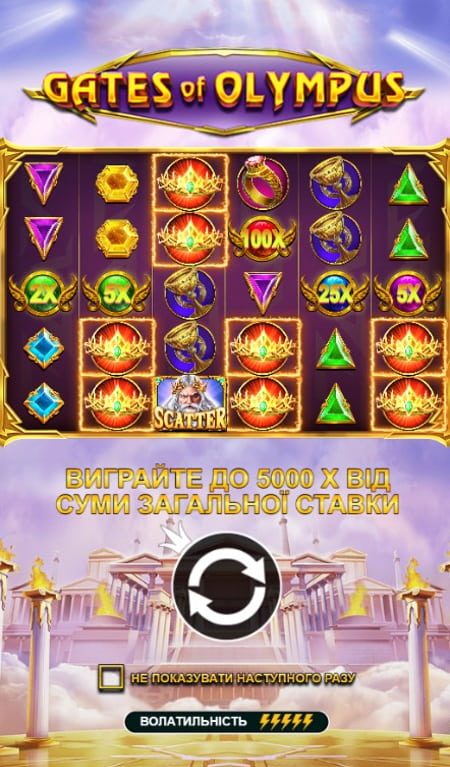 GATES OF OLYMPUS
100X
2X 5X 25X 5X
SCATTER
ВИГРАЙТЕ ДО 5000 X ВІД
СУМИ ЗАГАЛЬНОЇ СТАВКИ
НЕ ПОКАЗУВАТИ НАСТУПНОГО РАЗУ
ВОЛАТИЛЬНІСТЬ